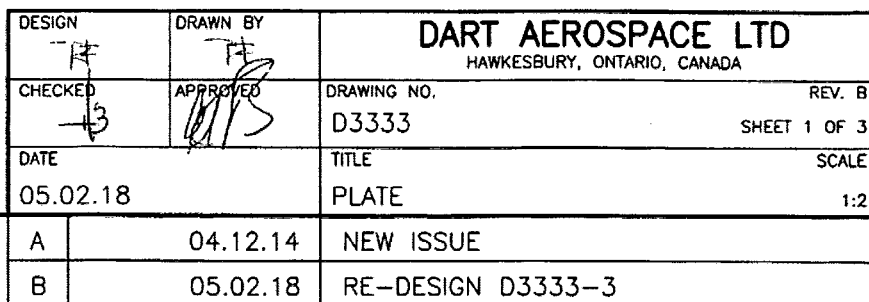 DESIGN
DRAWN BY
DART AEROSPACE LTD
HAWKESBURY, ONTARIO, CANADA
CHECKED
APPROVED
DRAWING NO.
REV. B
D3333
SHEET 1 OF 3
DATE
TITLE
SCALE
05.02.18
PLATE
1:2
A 04.12.14 NEW ISSUE
B 05.02.18 RE-DESIGN D3333-3